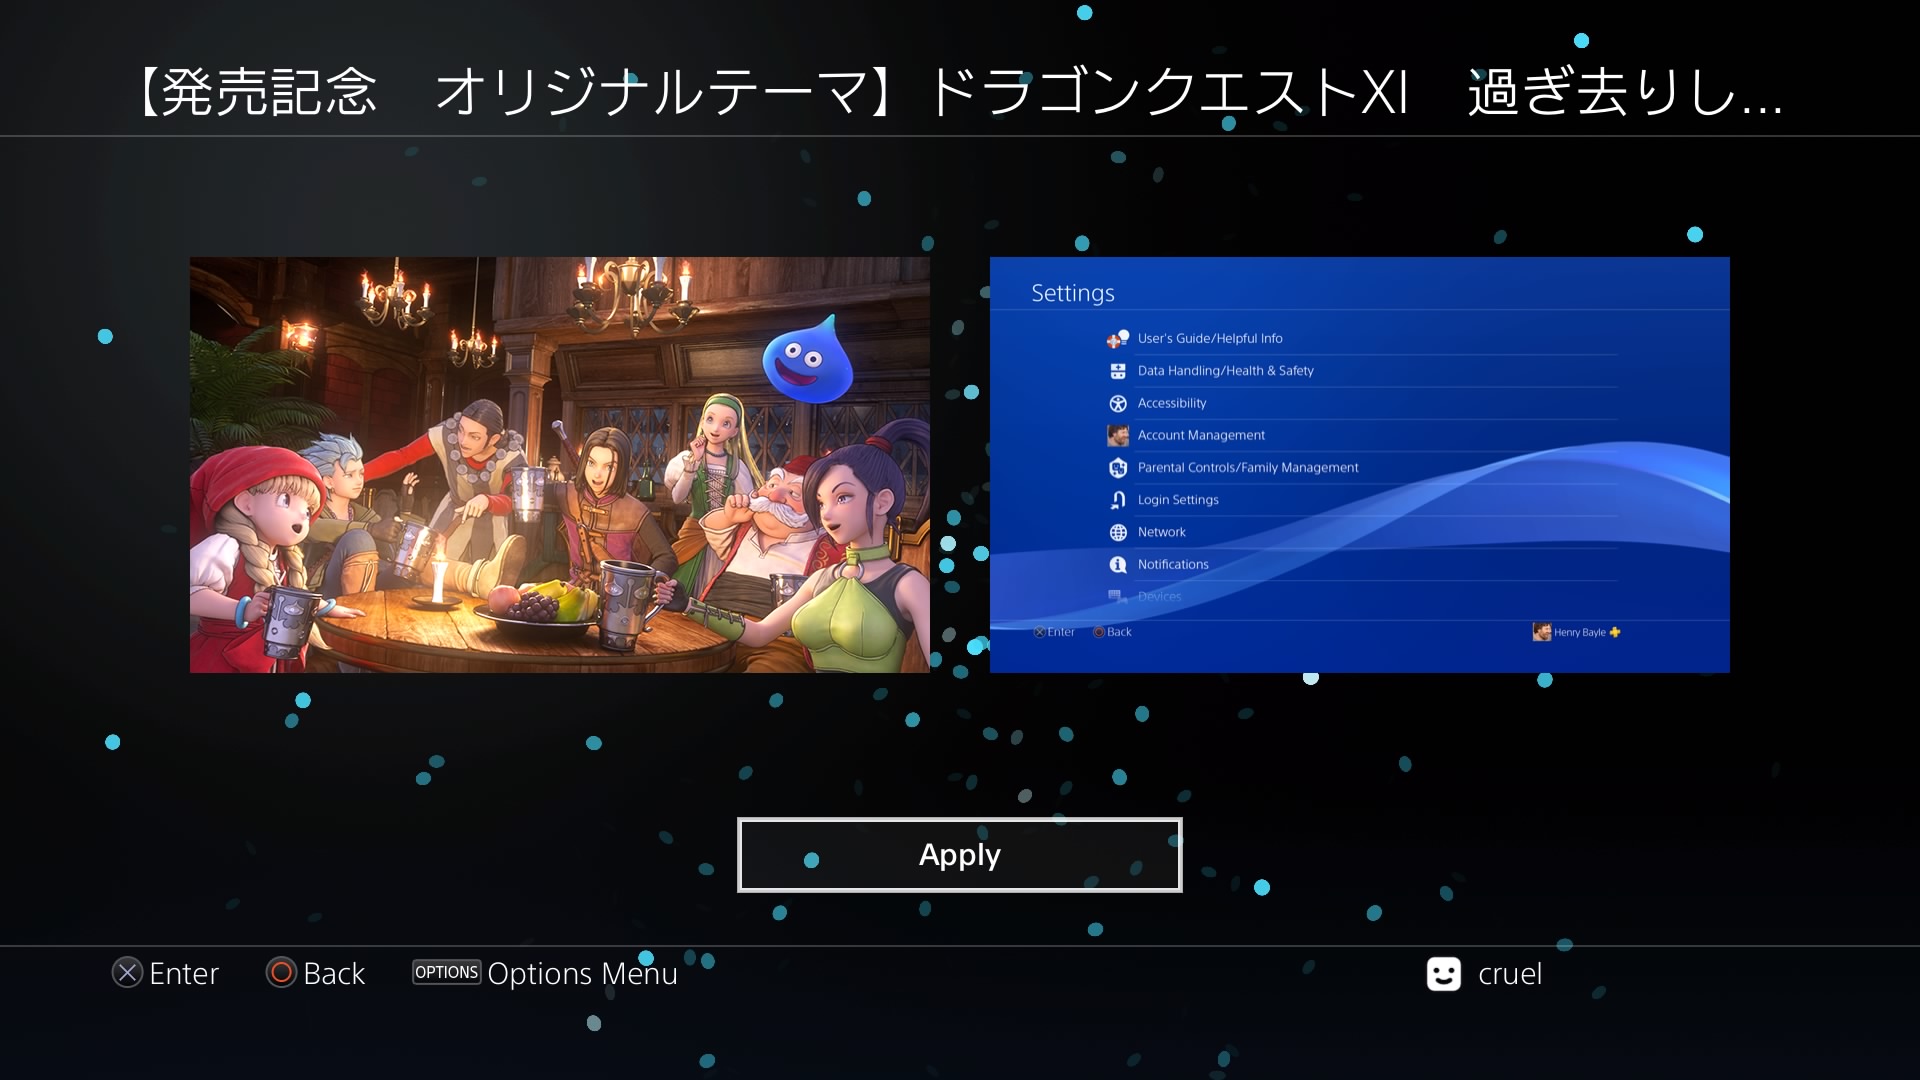 【発売記念　オリジナルテーマ】ドラゴンクエストXI　過ぎ去りし...
Settings
User's Guide/Helpful Info
Data Handling/Health & Safety
Accessibility
Account Management
Parental Controls/Family Management
Login Settings
Network
Notifications
Devices
Enter Back
Henry Bayle
Apply
Enter Back OPTIONS Options Menu
cruel